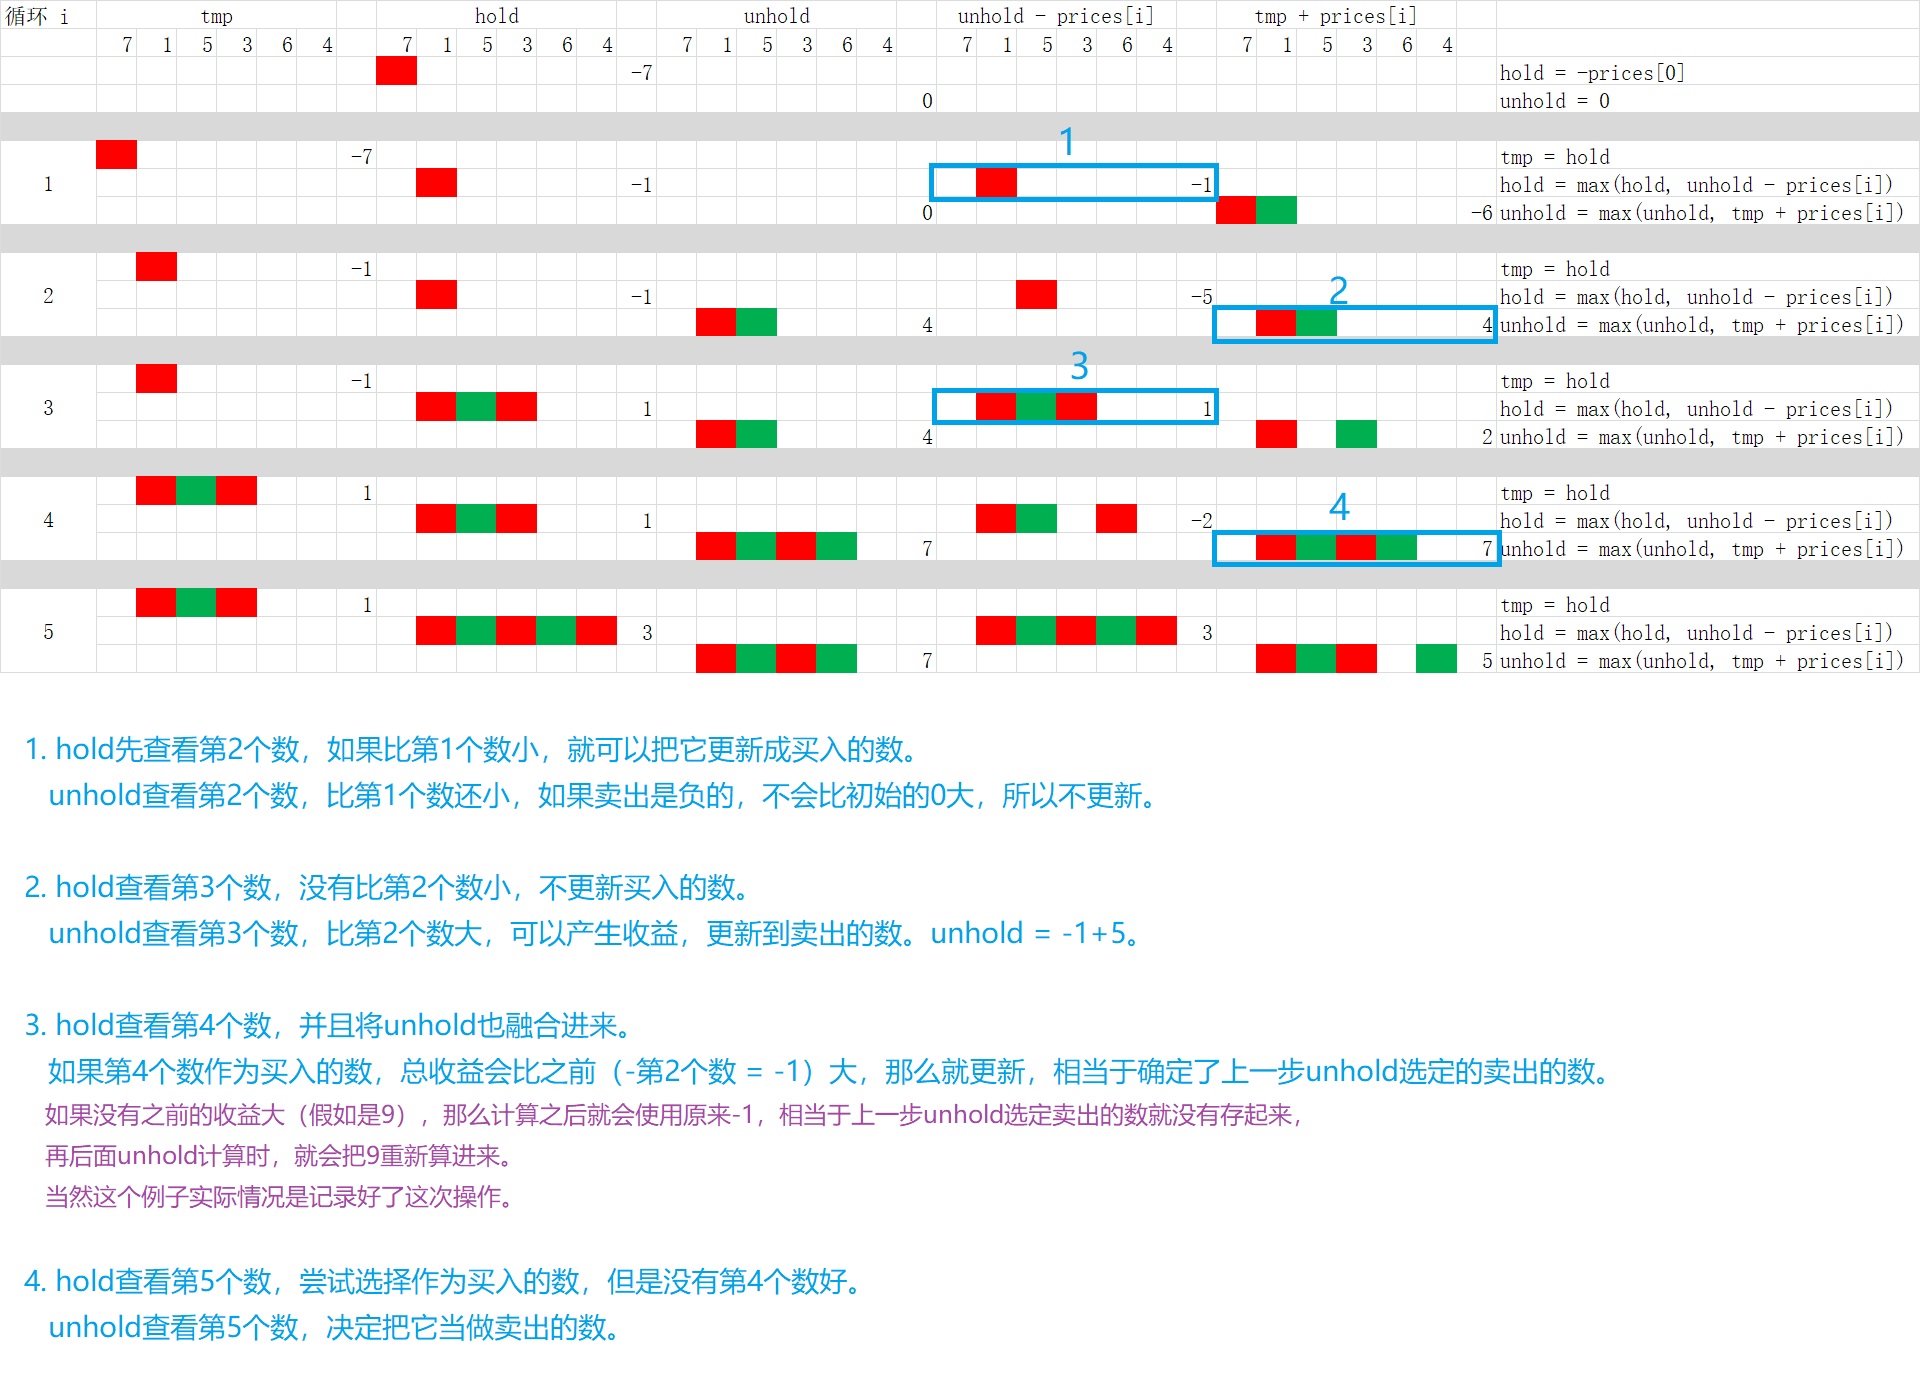 循环 i tmp hold unhold unhold - prices[i] tmp + prices[i]
7 1 5 3 6 4 7 1 5 3 6 4 7 1 5 3 6 4 7 1 5 3 6 4 7 1 5 3 6 4
-7 hold = -prices[0]
0 unhold = 0
1
-7 tmp = hold
1 -1 -1 hold = max(hold, unhold - prices[i])
0 -6 unhold = max(unhold, tmp + prices[i])
-1 tmp = hold
2 -1 -5 2 hold = max(hold, unhold - prices[i])
4 4 unhold = max(unhold, tmp + prices[i])
3
-1 tmp = hold
3 1 1 hold = max(hold, unhold - prices[i])
4 2 unhold = max(unhold, tmp + prices[i])
1 tmp = hold
4 1 -2 4 hold = max(hold, unhold - prices[i])
7 7 unhold = max(unhold, tmp + prices[i])
1 tmp = hold
5 3 3 hold = max(hold, unhold - prices[i])
7 5 unhold = max(unhold, tmp + prices[i])
1. hold先查看第2个数，如果比第1个数小，就可以把它更新成买入的数。
unhold查看第2个数，比第1个数还小，如果卖出是负的，不会比初始的0大，所以不更新。
2. hold查看第3个数，没有比第2个数小，不更新买入的数。
unhold查看第3个数，比第2个数大，可以产生收益，更新到卖出的数。unhold = -1+5。
3. hold查看第4个数，并且将unhold也融合进来。
如果第4个数作为买入的数，总收益会比之前（-第2个数 = -1）大，那么就更新，相当于确定了上一步unhold选定的卖出的数。
如果没有之前的收益大（假如是9），那么计算之后就会使用原来-1，相当于上一步unhold选定卖出的数就没有存起来，
再后面unhold计算时，就会把9重新算进来。
当然这个例子实际情况是记录好了这次操作。
4. hold查看第5个数，尝试选择作为买入的数，但是没有第4个数好。
unhold查看第5个数，决定把它当做卖出的数。